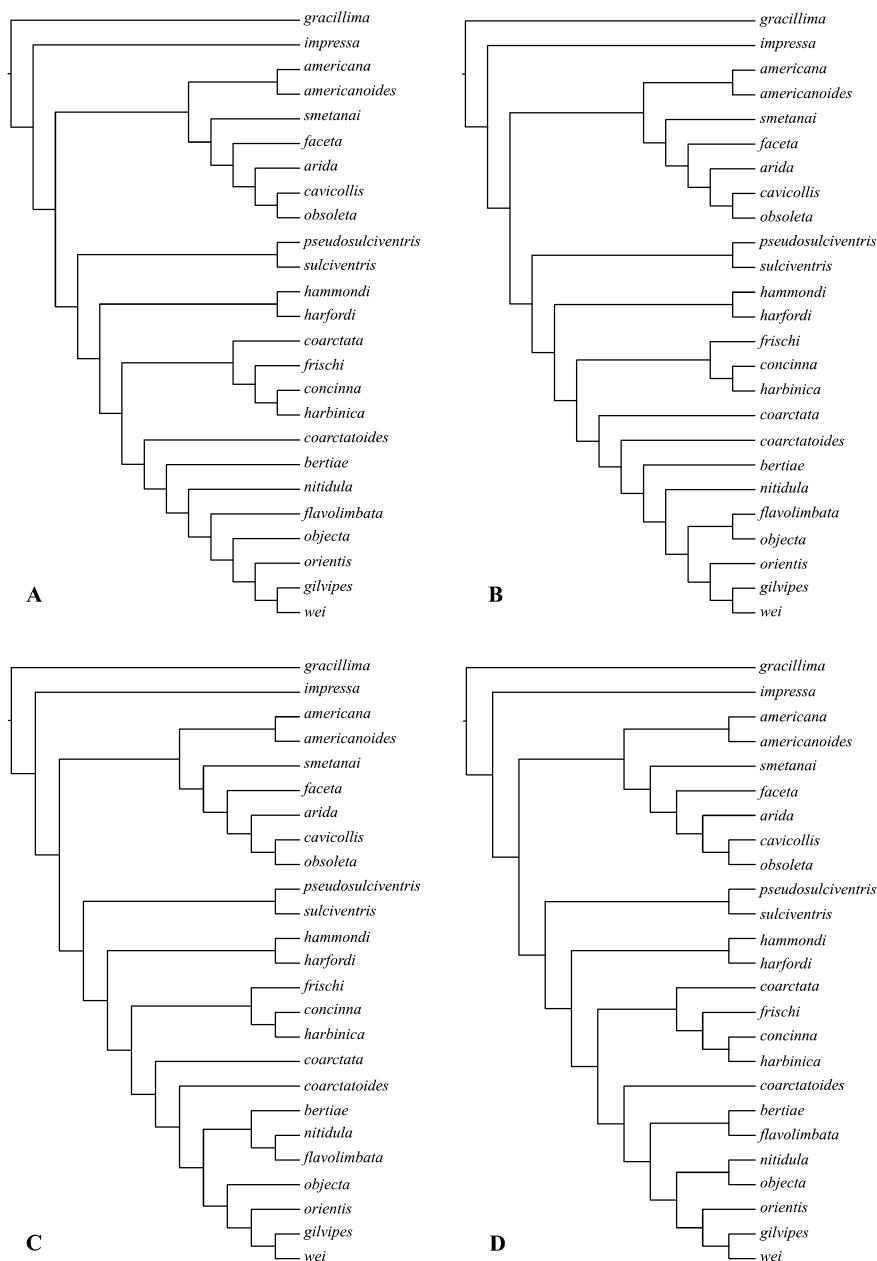 gracillima
impressa
americana
americanoides
smetanai
faceta
arida
cavicollis
obsoleta
pseudosulciventris
sulciventris
hammondi
harfordi
coarctata
frischi
concinna
harbinica
coarctatoides
bertiae
nitidula
flavolimbata
objecta
orientis
gilvipes
wei
A
gracillima
impressa
americana
americanoides
smetanai
faceta
arida
cavicollis
obsoleta
pseudosulciventris
sulciventris
hammondi
harfordi
frischi
concinna
harbinica
coarctata
coarctatoides
bertiae
nitidula
flavolimbata
objecta
orientis
gilvipes
wei
B
gracillima
impressa
americana
americanoides
smetanai
faceta
arida
cavicollis
obsoleta
pseudosulciventris
sulciventris
hammondi
harfordi
frischi
concinna
harbinica
coarctata
coarctatoides
bertiae
nitidula
flavolimbata
objecta
orientis
gilvipes
wei
C
gracillima
impressa
americana
americanoides
smetanai
faceta
arida
cavicollis
obsoleta
pseudosulciventris
sulciventris
hammondi
harfordi
coarctata
frischi
concinna
harbinica
coarctatoides
bertiae
flavolimbata
nitidula
objecta
orientis
gilvipes
wei
D